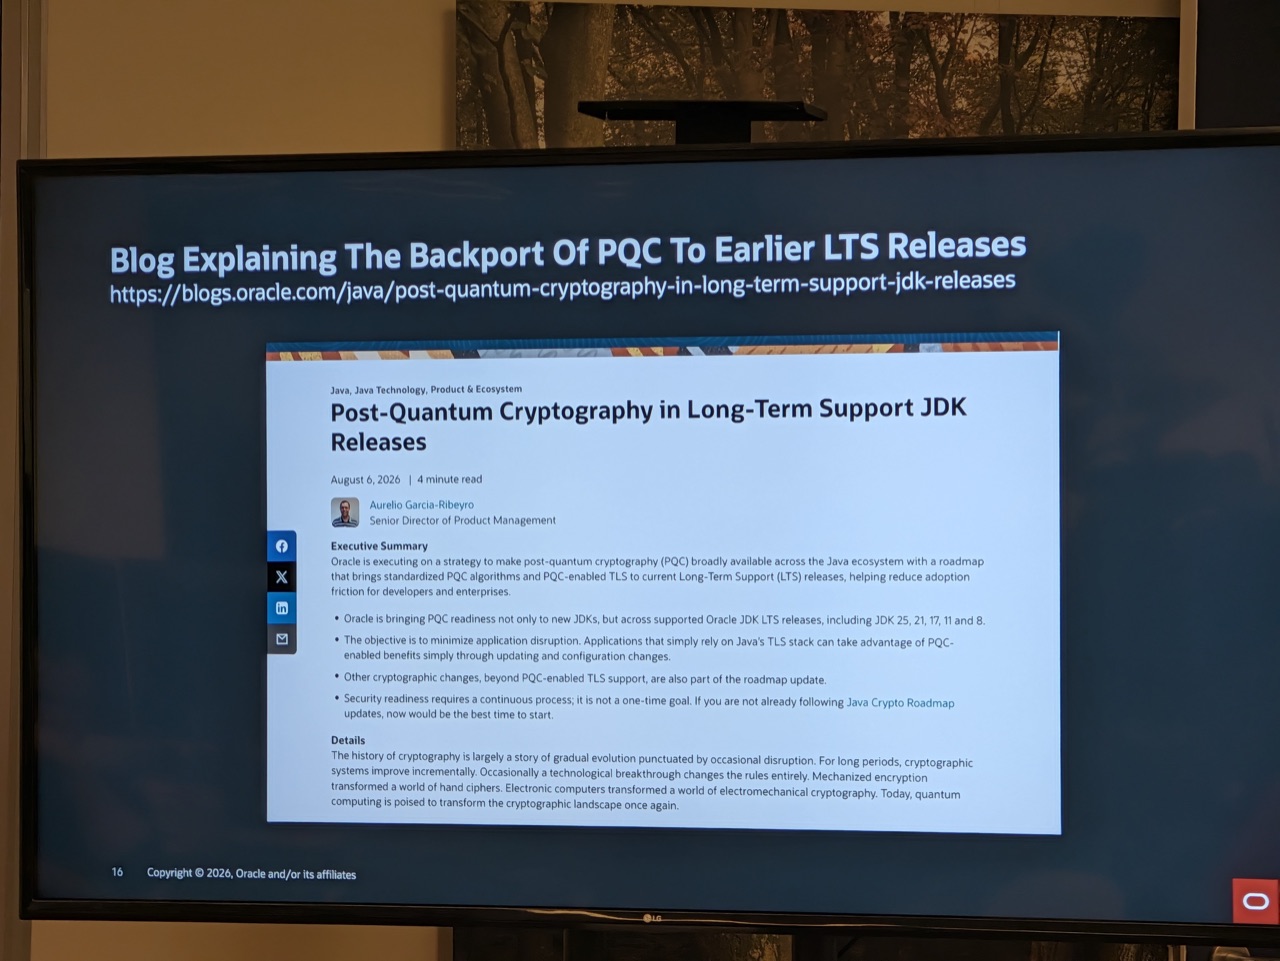 Blog Explaining The Backport Of PQC To Earlier LTS Releases
https://blogs.oracle.com/java/post-quantum-cryptography-in-long-term-support-jdk-releases
Java, Java Technology, Product & Ecosystem
Post-Quantum Cryptography in Long-Term Support JDK
Releases
August 6, 2026 | 4 minute read
Aurelio Garcia-Ribeyro
Senior Director of Product Management
Executive Summary
Oracle is executing on a strategy to make post-quantum cryptography (PQC) broadly available across the Java ecosystem with a roadmap
that brings standardized PQC algorithms and PQC-enabled TLS to current Long-Term Support (LTS) releases, helping reduce adoption
friction for developers and enterprises.
• Oracle is bringing PQC readiness not only to new JDKs, but across supported Oracle JDK LTS releases, including JDK 25, 21, 17, 11 and 8.
• The objective is to minimize application disruption. Applications that simply rely on Java's TLS stack can take advantage of PQC-
enabled benefits simply through updating and configuration changes.
• Other cryptographic changes, beyond PQC-enabled TLS support, are also part of the roadmap update.
• Security readiness requires a continuous process; it is not a one-time goal. If you are not already following Java Crypto Roadmap
updates, now would be the best time to start.
Details
The history of cryptography is largely a story of gradual evolution punctuated by occasional disruption. For long periods, cryptographic
systems improve incrementally. Occasionally a technological breakthrough changes the rules entirely. Mechanized encryption
transformed a world of hand ciphers. Electronic computers transformed a world of electromechanical cryptography. Today, quantum
computing is poised to transform the cryptographic landscape once again.
16 Copyright © 2026, Oracle and/or its affiliates
LG